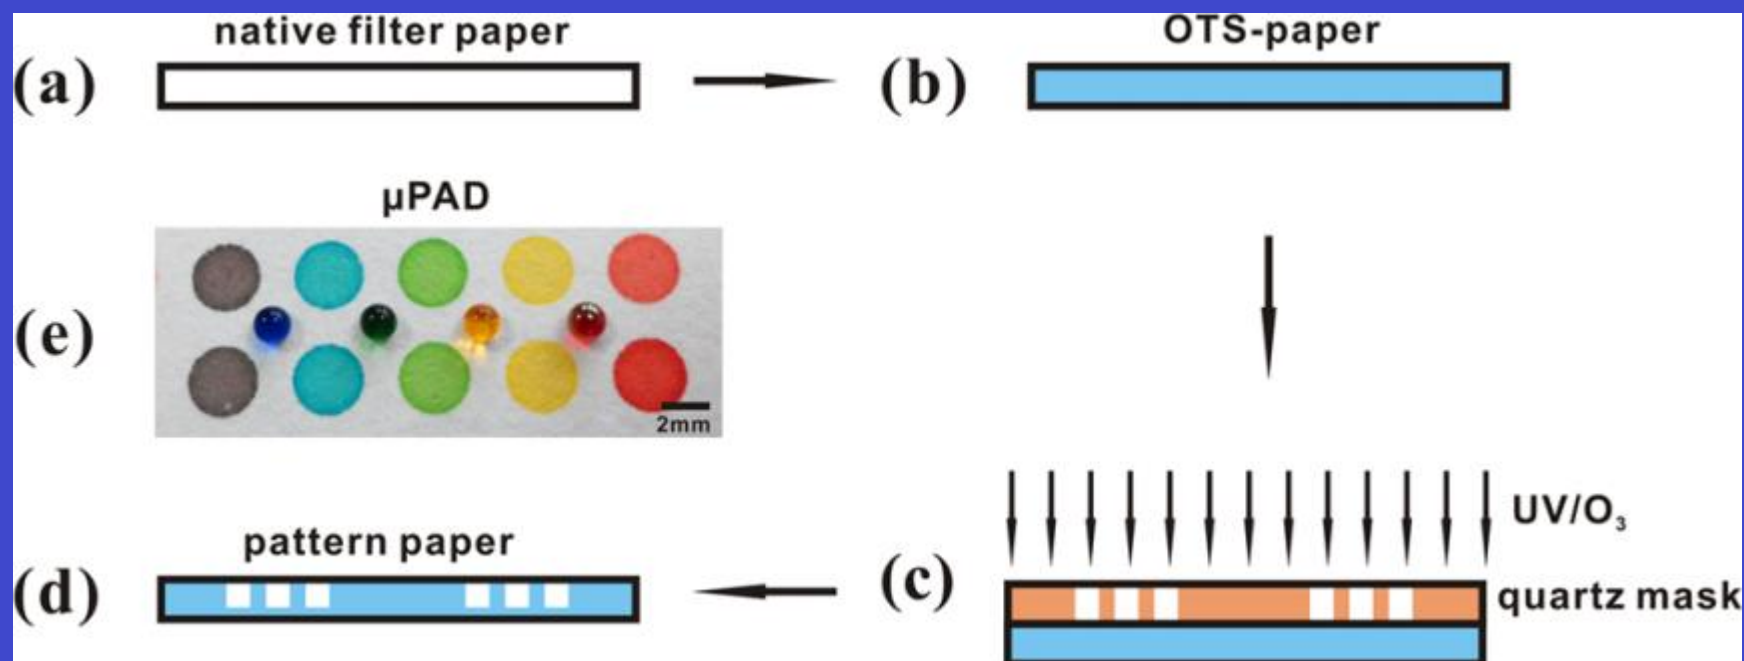 native filter paper
(a)
OTS-paper
(b)
µPAD
(e)
2mm
UV/O₃
(c)
quartz mask
pattern paper
(d)